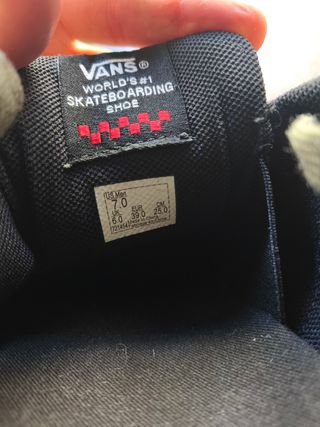 VANS®
WORLD'S #1
SKATEBOARDING
SHOE
US Men
7.0
UK EUR CM
6.0 39.0 25.0